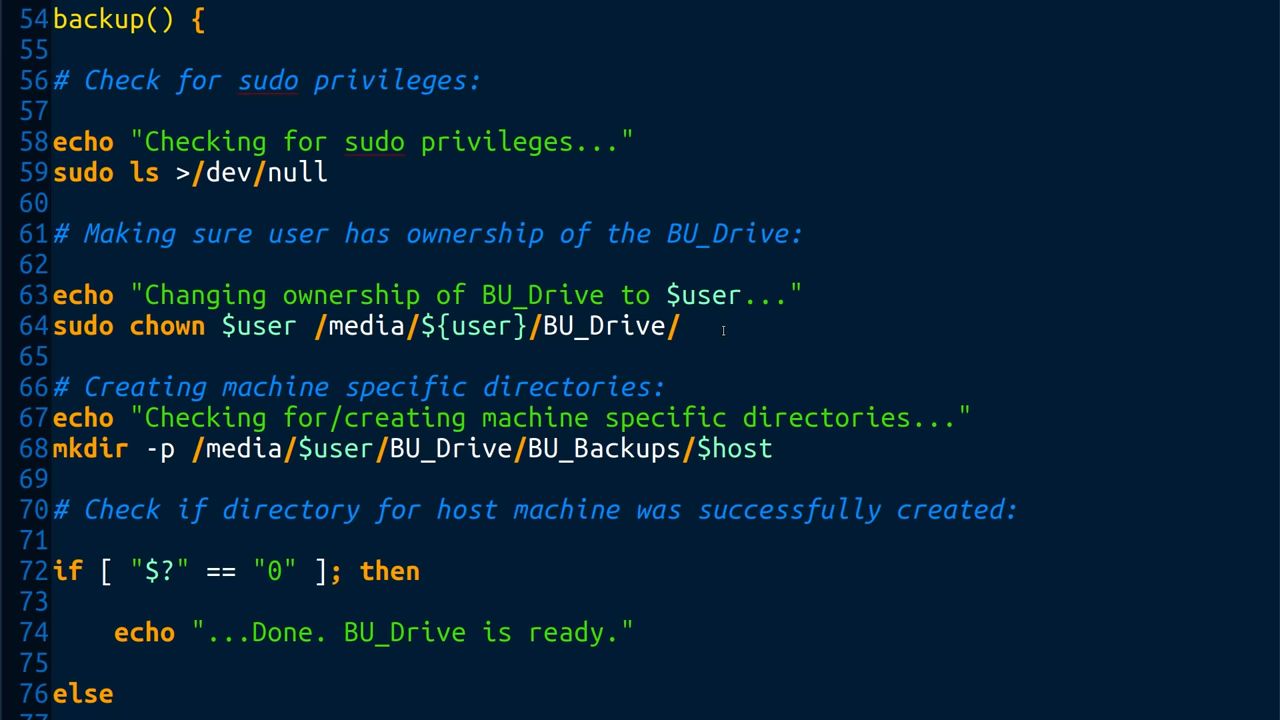 54 backup() {
55
56 # Check for sudo privileges:
57
58 echo "Checking for sudo privileges..."
59 sudo ls >/dev/null
60
61 # Making sure user has ownership of the BU_Drive:
62
63 echo "Changing ownership of BU_Drive to $user..."
64 sudo chown $user /media/${user}/BU_Drive/
65
66 # Creating machine specific directories:
67 echo "Checking for/creating machine specific directories..."
68 mkdir -p /media/$user/BU_Drive/BU_Backups/$host
69
70 # Check if directory for host machine was successfully created:
71
72 if [ "$?" == "0" ]; then
73
74     echo "...Done. BU_Drive is ready."
75
76 else